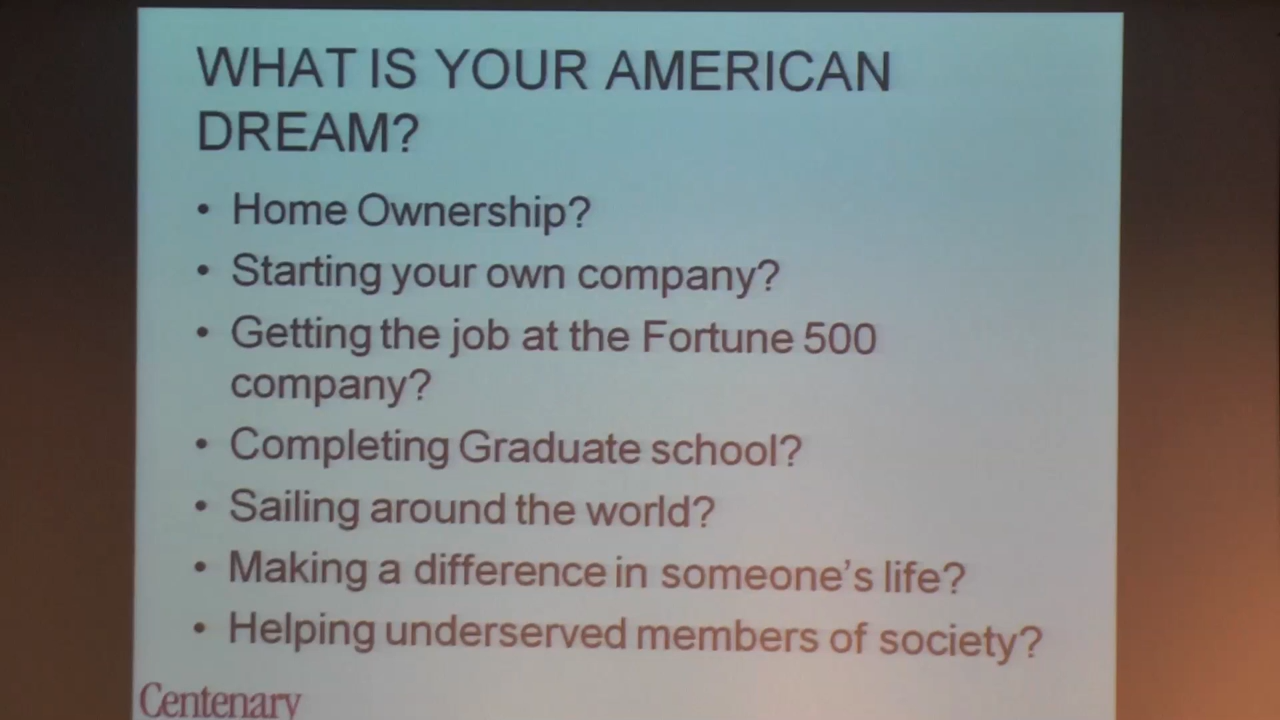 WHAT IS YOUR AMERICAN
DREAM?
• Home Ownership?
• Starting your own company?
• Getting the job at the Fortune 500
company?
• Completing Graduate school?
• Sailing around the world?
• Making a difference in someone's life?
• Helping underserved members of society?
Centenary